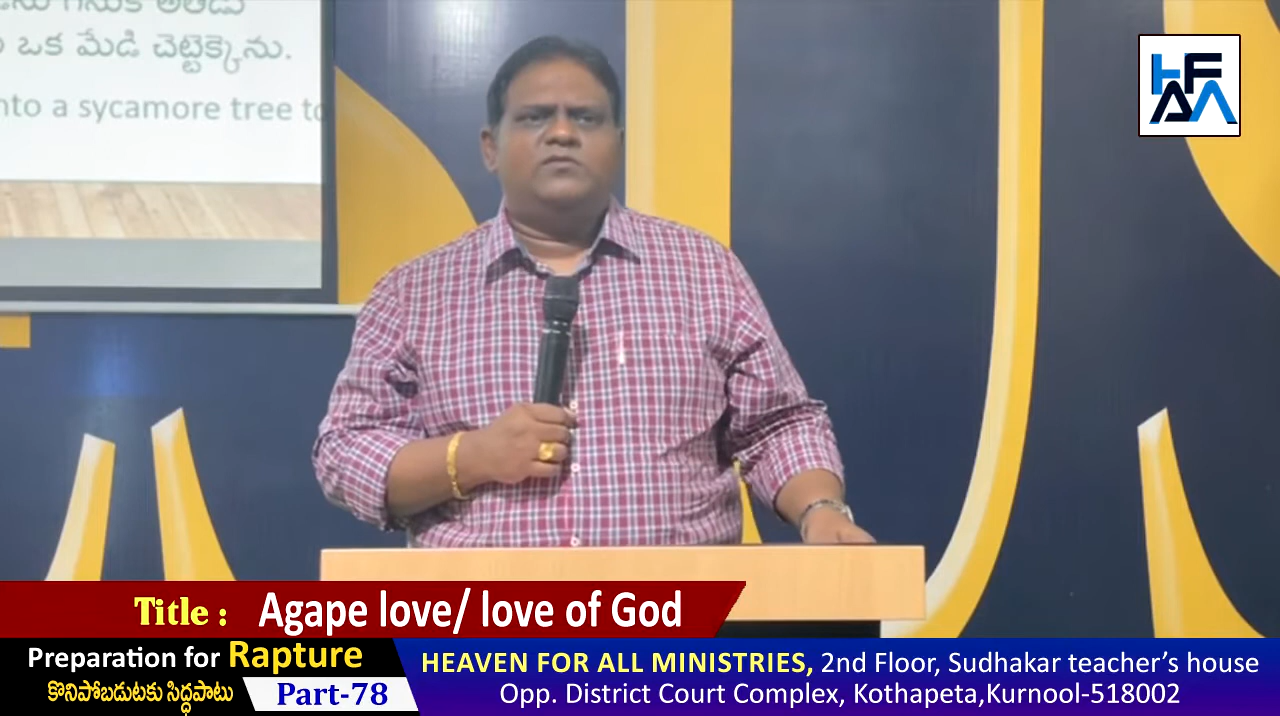 ఒక మేడి చెట్టెక్కెను.
nto a sycamore tree to
HFAM
Title : Agape love/ love of God
Preparation for Rapture
కొనిపోబడుటకు సిద్ధపాటు
Part-78
HEAVEN FOR ALL MINISTRIES, 2nd Floor, Sudhakar teacher’s house
Opp. District Court Complex, Kothapeta,Kurnool-518002